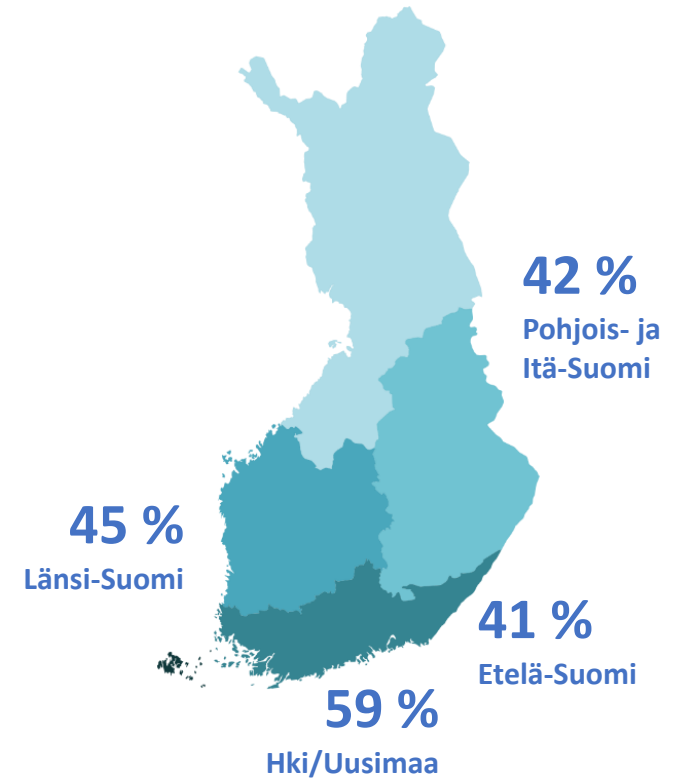 42 %
Pohjois- ja
Itä-Suomi
45 %
Länsi-Suomi
41 %
Etelä-Suomi
59 %
Hki/Uusimaa